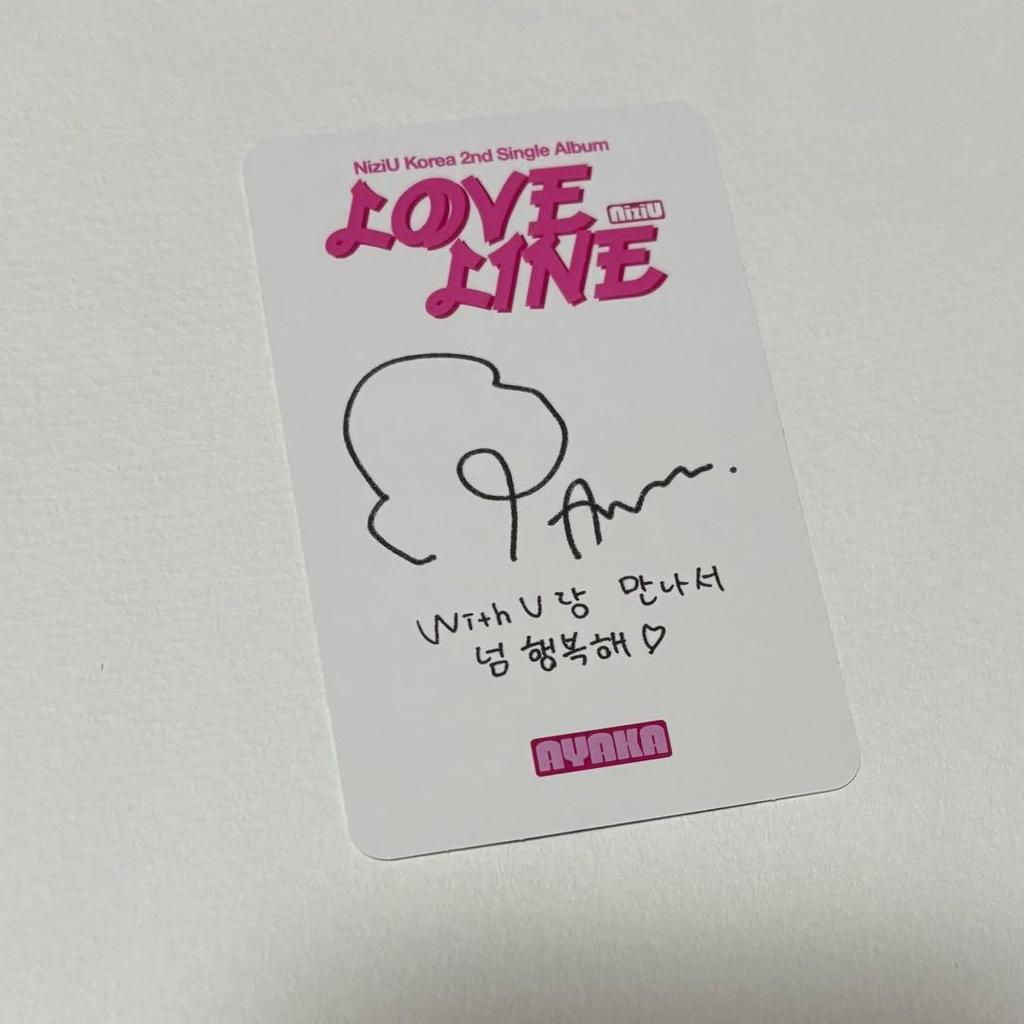 NiziU Korea 2nd Single Album
LOVE
NiziU
LINE
With U랑 만나서
넘 행복해♡
AYAKA